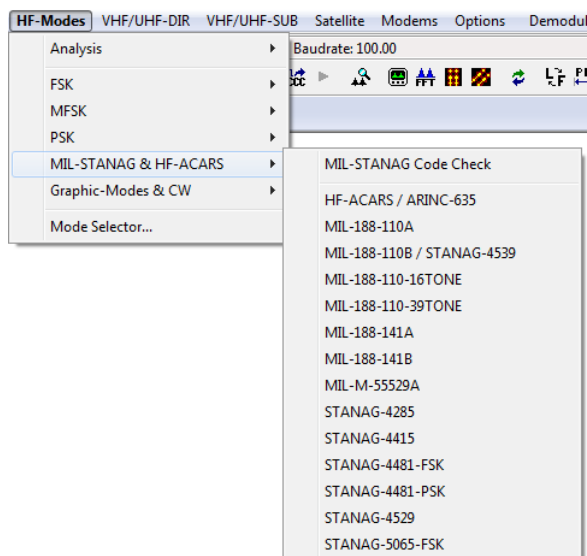 HF-Modes VHF/UHF-DIR VHF/UHF-SUB Satellite Modems Options
Analysis
Baudrate: 100.00
FSK
MFSK
PSK
MIL-STANAG & HF-ACARS
Graphic-Modes & CW
Mode Selector...
MIL-STANAG Code Check
HF-ACARS / ARINC-635
MIL-188-110A
MIL-188-110B / STANAG-4539
MIL-188-110-16TONE
MIL-188-110-39TONE
MIL-188-141A
MIL-188-141B
MIL-M-55529A
STANAG-4285
STANAG-4415
STANAG-4481-FSK
STANAG-4481-PSK
STANAG-4529
STANAG-5065-FSK